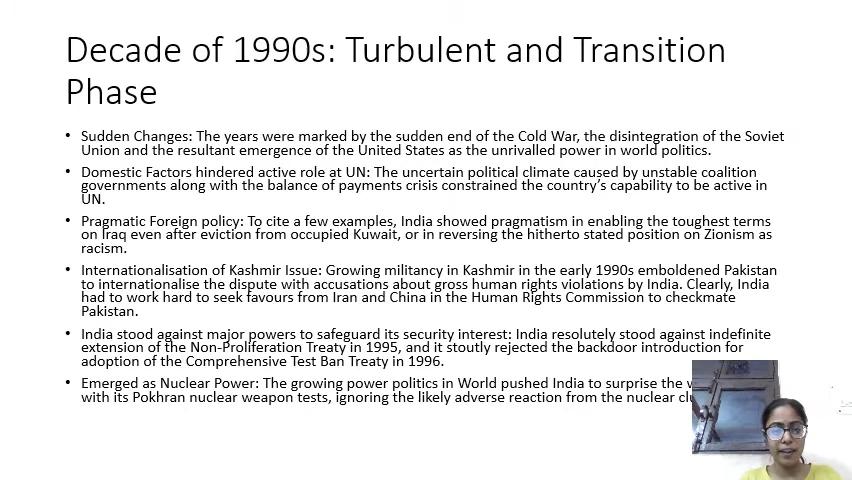 Decade of 1990s: Turbulent and Transition
Phase
• Sudden Changes: The years were marked by the sudden end of the Cold War, the disintegration of the Soviet
Union and the resultant emergence of the United States as the unrivalled power in world politics.
• Domestic Factors hindered active role at UN: The uncertain political climate caused by unstable coalition
governments along with the balance of payments crisis constrained the country's capability to be active in
UN.
• Pragmatic Foreign policy: To cite a few examples, India showed pragmatism in enabling the toughest terms
on Iraq even after eviction from occupied Kuwait, or in reversing the hitherto stated position on Zionism as
racism.
• Internationalisation of Kashmir Issue: Growing militancy in Kashmir in the early 1990s emboldened Pakistan
to internationalise the dispute with accusations about gross human rights violations by India. Clearly, India
had to work hard to seek favours from Iran and China in the Human Rights Commission to checkmate
Pakistan.
• India stood against major powers to safeguard its security interest: India resolutely stood against indefinite
extension of the Non-Proliferation Treaty in 1995, and it stoutly rejected the backdoor introduction for
adoption of the Comprehensive Test Ban Treaty in 1996.
• Emerged as Nuclear Power: The growing power politics in World pushed India to surprise the
with its Pokhran nuclear weapon tests, ignoring the likely adverse reaction from the nuclear